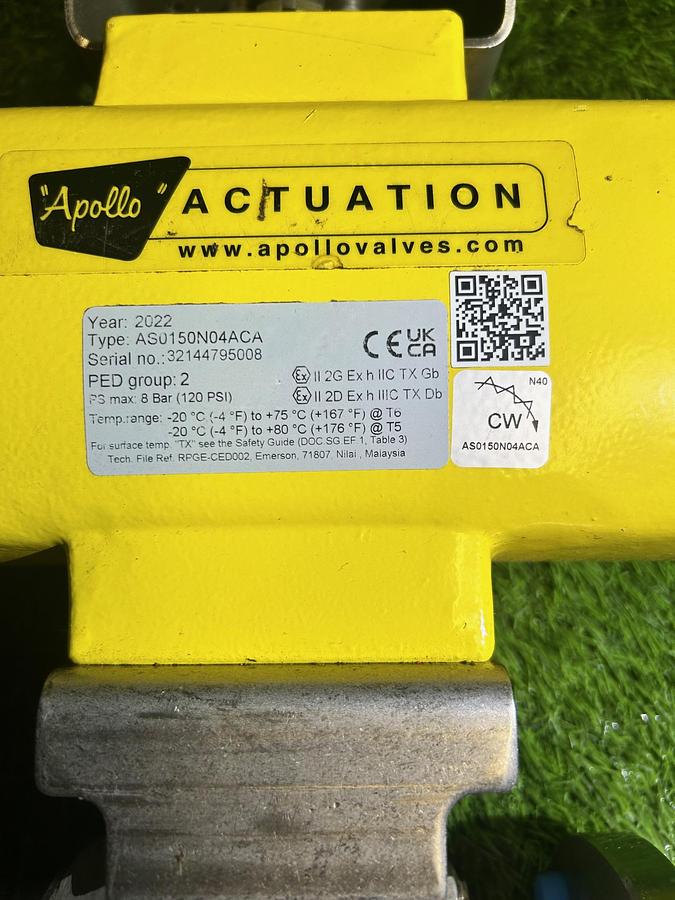 "Apollo" ACTUATION
www.apollovalves.com
Year: 2022
Type: AS0150N04ACA
Serial no.:32144795008
CE UK CA
PED group: 2
Ex II 2G Ex h IIC TX Gb
PS max: 8 Bar (120 PSI)
Ex II 2D Ex h IIIC TX Db
Temp.range: -20 °C (-4 °F) to +75 °C (+167 °F) @ T6
-20 °C (-4 °F) to +80 °C (+176 °F) @ T5
For surface temp. "TX" see the Safety Guide (DOC.SG.EF.1, Table 3)
Tech. File Ref. RPGE-CED002, Emerson, 71807, Nilai, Malaysia
N40
CW
AS0150N04ACA